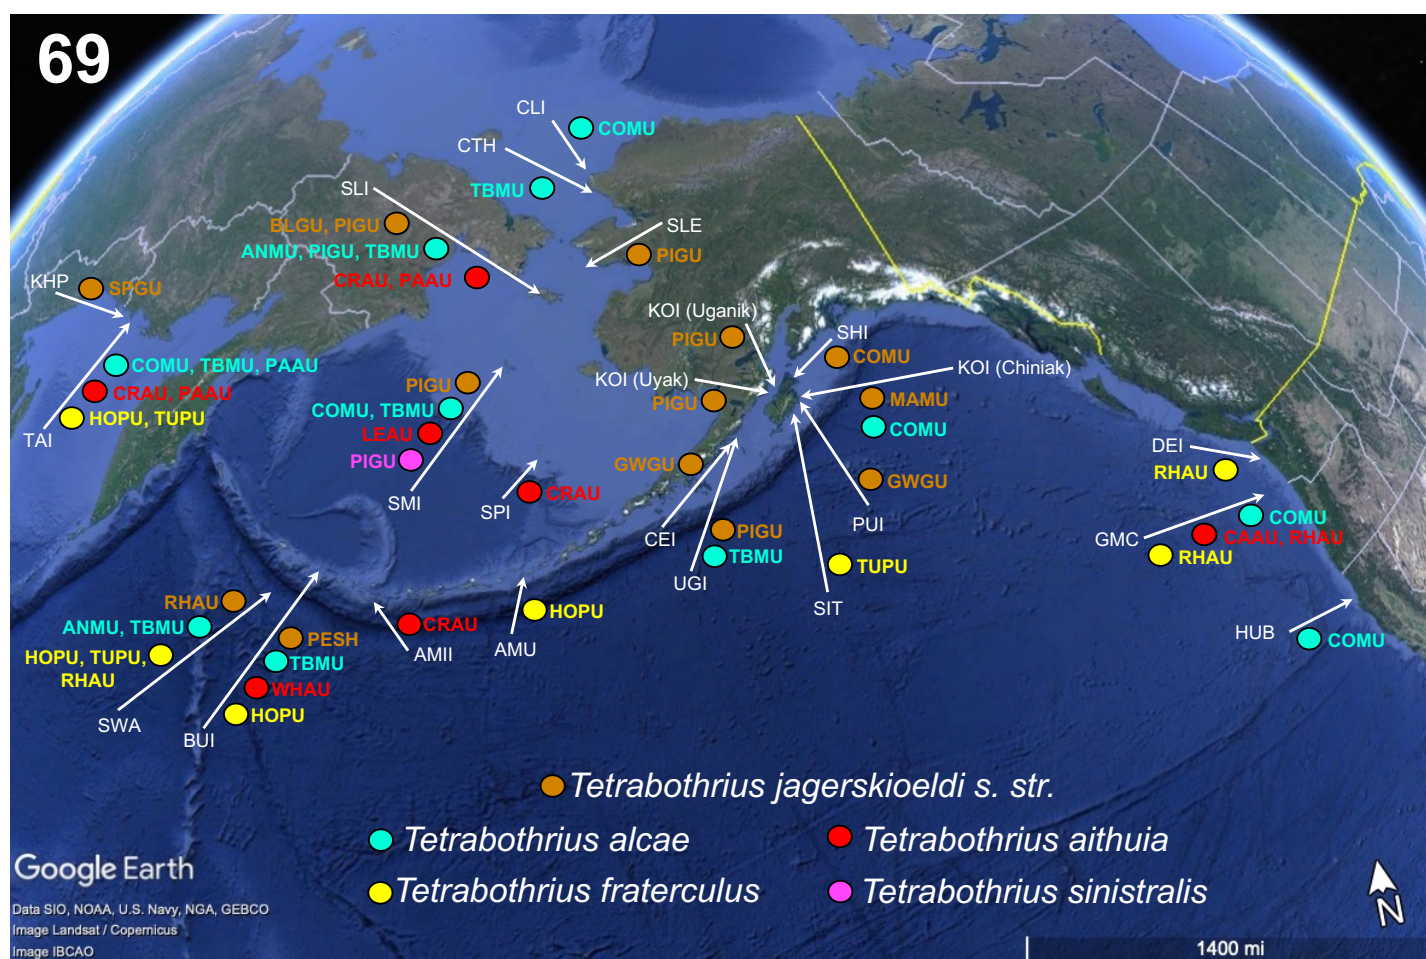 69
CLI
COMU
CTH
TBMU
SLI
BLGU, PIGU
ANMU, PIGU, TBMU
CRAU, PAAU
SLE
PIGU
KHP
SPGU
COMU, TBMU, PAAU
CRAU, PAAU
HOPU, TUPU
TAI
KOI (Uganik)
PIGU
SHI
COMU
KOI (Uyak)
PIGU
KOI (Chiniak)
MAMU
COMU
PIGU
COMU, TBMU
LEAU
PIGU
SMI
SPI
CRAU
GWGU
CEI
PIGU
TBMU
UGI
GWGU
PUI
TUPU
SIT
DEI
RHAU
GMC
COMU
CAAU, RHAU
RHAU
HUB
COMU
RHAU
ANMU, TBMU
HOPU, TUPU,
RHAU
SWA
PESH
TBMU
WHAU
HOPU
BUI
CRAU
AMII
AMU
HOPU
Tetrabothrius jagerskioeldi s. str.
Tetrabothrius alcae
Tetrabothrius aithuia
Tetrabothrius fraterculus
Tetrabothrius sinistralis
Google Earth
Data SIO, NOAA, U.S. Navy, NGA, GEBCO
Image Landsat / Copernicus
Image IBCAO
N
1400 mi